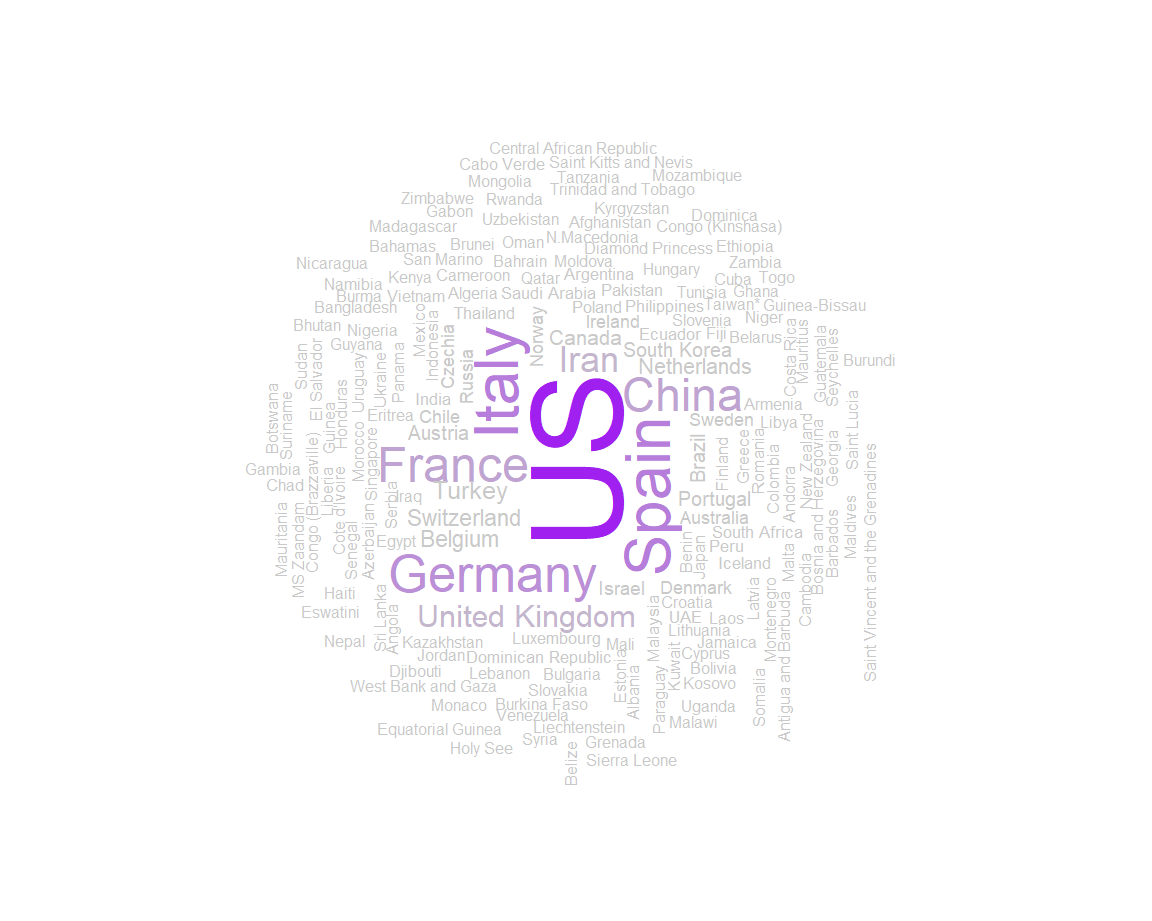 Central African Republic
Cabo Verde
Saint Kitts and Nevis
Mongolia
Tanzania
Mozambique
Trinidad and Tobago
Zimbabwe
Rwanda
Gabon
Kyrgyzstan
Uzbekistan
Afghanistan
Dominica
Madagascar
Congo (Kinshasa)
Bahamas
Brunei
Oman
N.Macedonia
Diamond Princess
Ethiopia
Nicaragua
San Marino
Bahrain
Moldova
Zambia
Namibia
Kenya
Cameroon
Qatar
Argentina
Hungary
Cuba
Togo
Burma
Vietnam
Algeria
Saudi Arabia
Pakistan
Tunisia
Ghana
Bangladesh
Thailand
Poland
Philippines
Taiwan*
Guinea-Bissau
Bhutan
Nigeria
Mexico
Indonesia
Czechia
Russia
Norway
Ireland
Slovenia
Niger
Guyana
Canada
Ecuador
Fiji
Belarus
Costa Rica
Mauritius
Guatemala
Seychelles
Burundi
Sudan
El Salvador
Uruguay
Ukraine
Panama
Italy
Iran
South Korea
Netherlands
Botswana
Suriname
Guinea
Honduras
India
US
China
Armenia
Eritrea
Chile
Sweden
Libya
Saint Lucia
Austria
Spain
Brazil
Finland
Greece
Romania
Colombia
Andorra
New Zealand
Bosnia and Herzegovina
Georgia
Gambia
Chad
Congo (Brazzaville)
Liberia
Cote d'Ivoire
Morocco
Singapore
France
Iraq
Turkey
Serbia
Portugal
Saint Vincent and the Grenadines
Mauritania
MS Zaandam
Senegal
Azerbaijan
Switzerland
Australia
Barbados
Maldives
Egypt
Belgium
Benin
Japan
South Africa
Peru
Iceland
Malta
Cambodia
Haiti
Germany
Israel
Denmark
Eswatini
Sri Lanka
Angola
United Kingdom
Croatia
Latvia
Montenegro
Antigua and Barbuda
UAE
Laos
Lithuania
Malaysia
Nepal
Kazakhstan
Luxembourg
Mali
Jamaica
Jordan
Dominican Republic
Estonia
Kuwait
Cyprus
Djibouti
Lebanon
Bulgaria
Albania
Paraguay
Bolivia
West Bank and Gaza
Slovakia
Kosovo
Somalia
Monaco
Burkina Faso
Uganda
Venezuela
Malawi
Equatorial Guinea
Liechtenstein
Holy See
Syria
Grenada
Belize
Sierra Leone